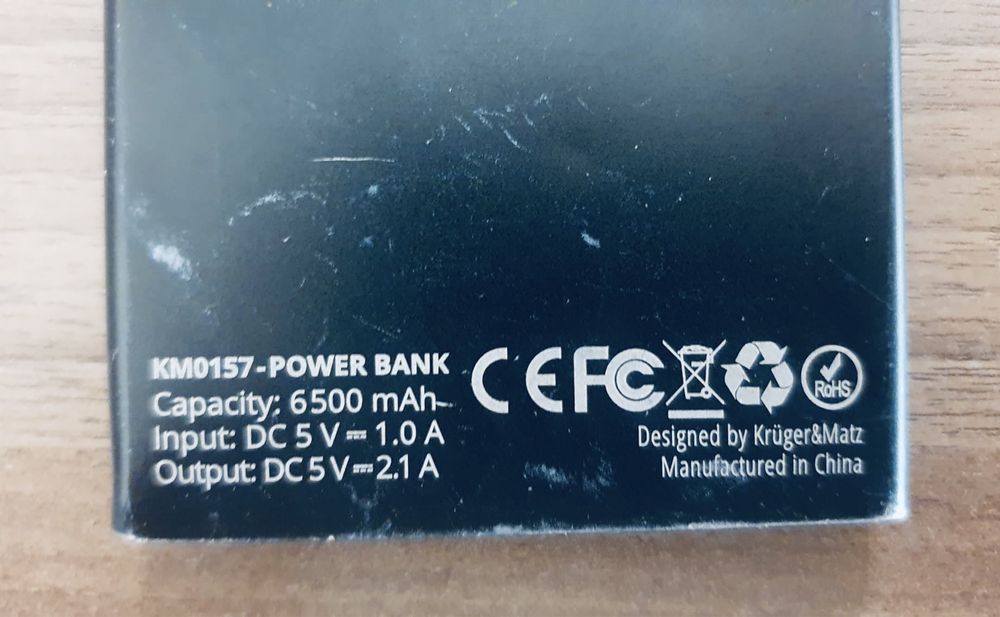 KM0157-POWER BANK
Capacity: 6500 mAh
Input: DC 5 V ⎓ 1.0 A
Output: DC 5 V ⎓ 2.1 A
CE FC RoHS
Designed by Krüger&Matz
Manufactured in China